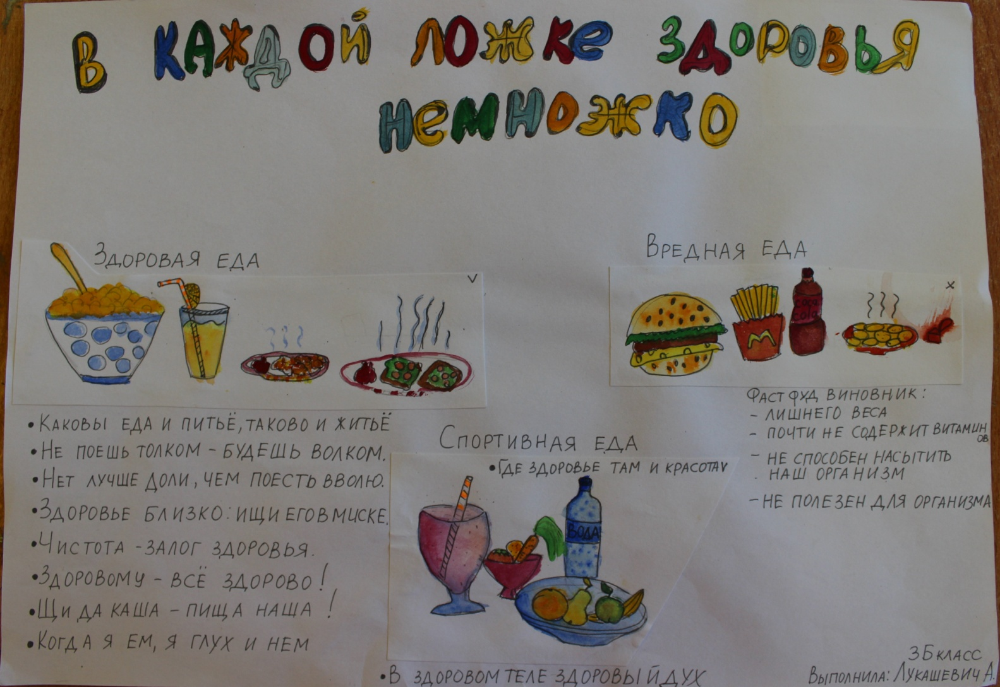 В КАЖДОЙ ЛОЖКЕ ЗДОРОВЬЯ
НЕМНОЖКО
ЗДОРОВАЯ ЕДА
V
•КАКОВЫ ЕДА И ПИТЬЁ, ТАКОВО И ЖИТЬЁ
•НЕ ПОЕШЬ ТОЛКОМ – БУДЕШЬ ВОЛКОМ.
•НЕТ ЛУЧШЕ ДОЛИ, ЧЕМ ПОЕСТЬ ВВОЛЮ.
•ЗДОРОВЬЕ БЛИЗКО: ИЩИ ЕГО В МИСКЕ.
•ЧИСТОТА - ЗАЛОГ ЗДОРОВЬЯ.
•ЗДОРОВОМУ – ВСЁ ЗДОРОВО!
•ЩИ ДА КАША – ПИЩА НАША!
•КОГДА Я ЕМ, Я ГЛУХ И НЕМ
СПОРТИВНАЯ ЕДА
•ГДЕ ЗДОРОВЬЕ ТАМ И КРАСОТА V
ВОДА
•В ЗДОРОВОМ ТЕЛЕ ЗДОРОВЫЙ ДУХ
ВРЕДНАЯ ЕДА
x
M
coca
cola
ФАСТ ФУД ВИНОВНИК:
- ЛИШНЕГО ВЕСА
- ПОЧТИ НЕ СОДЕРЖИТ ВИТАМИН
ОВ
- НЕ СПОСОБЕН НАСЫТИТЬ
НАШ ОРГАНИЗМ
- НЕ ПОЛЕЗЕН ДЛЯ ОРГАНИЗМА
3Б КЛАСС
ВЫПОЛНИЛА: ЛУКАШЕВИЧ А.